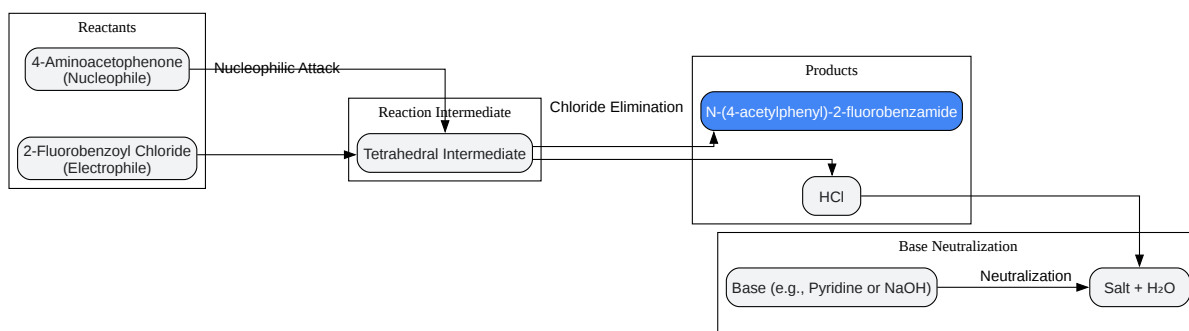 Reactants
4-Aminoacetophenone
(Nucleophile)
Nucleophilic Attack
2-Fluorobenzoyl Chloride
(Electrophile)
Reaction Intermediate
Tetrahedral Intermediate
Chloride Elimination
Products
N-(4-acetylphenyl)-2-fluorobenzamide
HCl
Base Neutralization
Base (e.g., Pyridine or NaOH)
Neutralization
Salt + H₂O